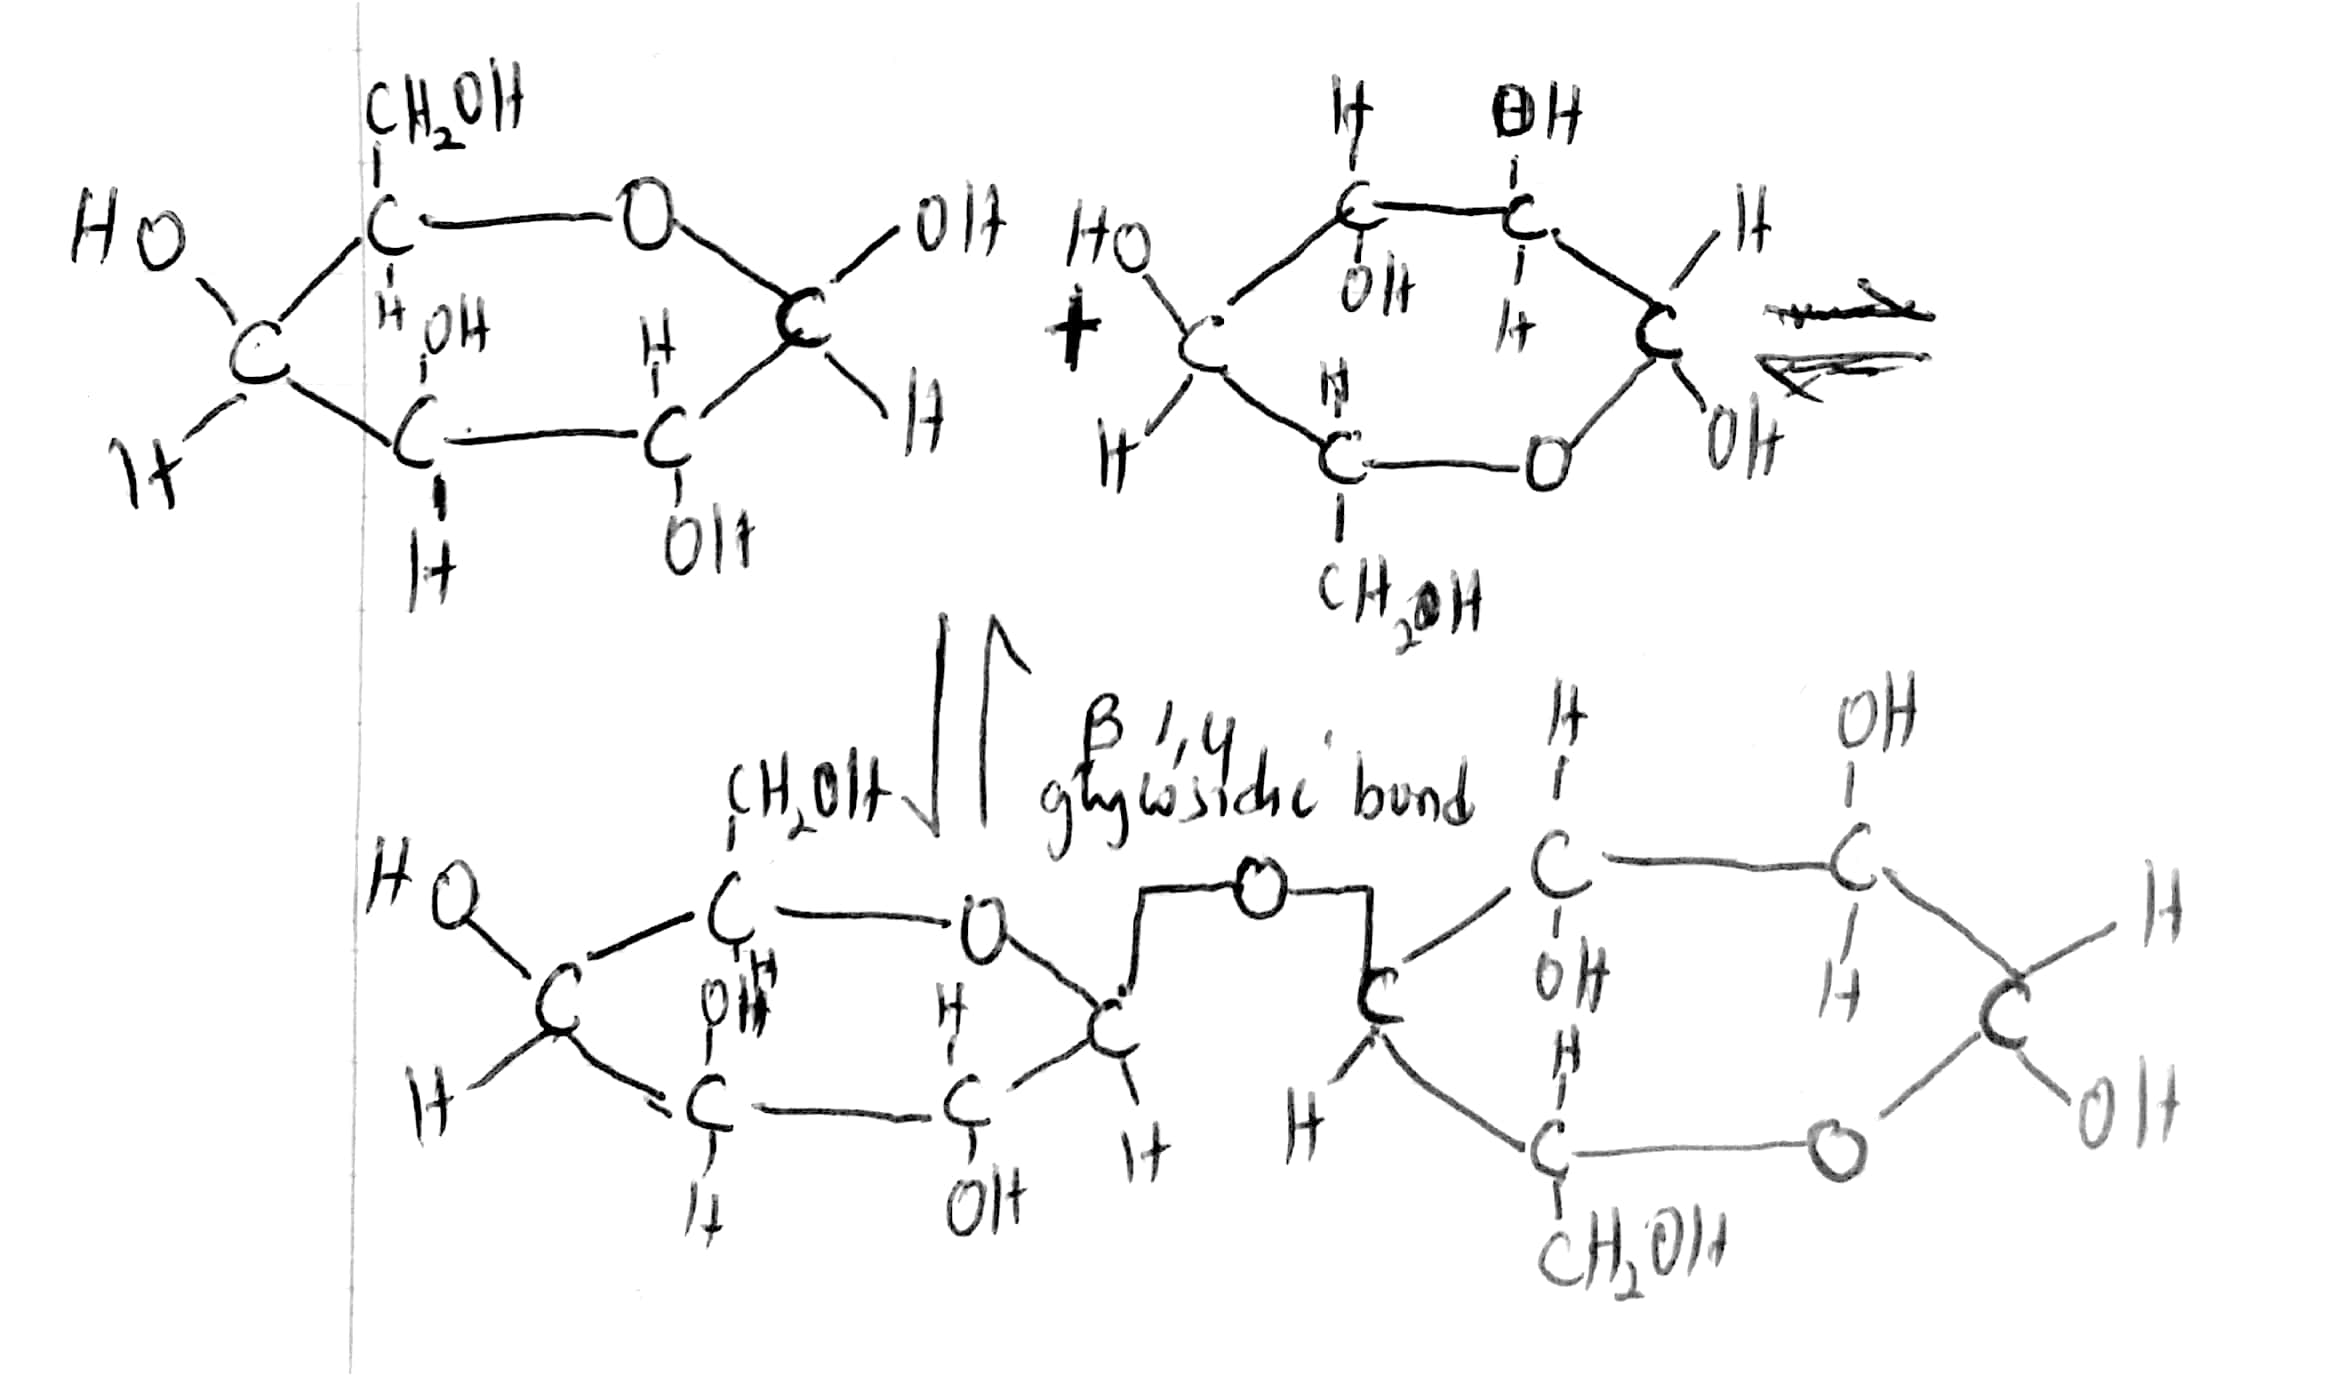 CH2OH H OH
HO C O OH HO C C H
H OH H C + C OH H C
C H H OH
H C C H C O
H OH CH2OH
β 1,4 H OH
CH2OH glycosidic bond
HO C O O C C H
C OH H C C OH H C
H H H H OH
C C H C O
H OH CH2OH